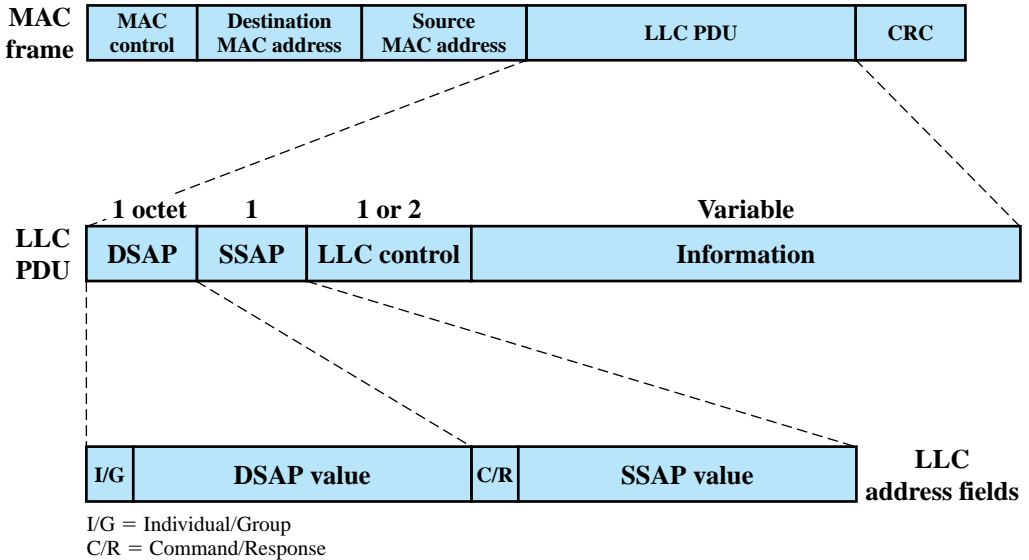 MAC frame
MAC control
Destination MAC address
Source MAC address
LLC PDU
CRC
1 octet
1
1 or 2
Variable
LLC PDU
DSAP
SSAP
LLC control
Information
I/G
DSAP value
C/R
SSAP value
LLC address fields
I/G = Individual/Group
C/R = Command/Response